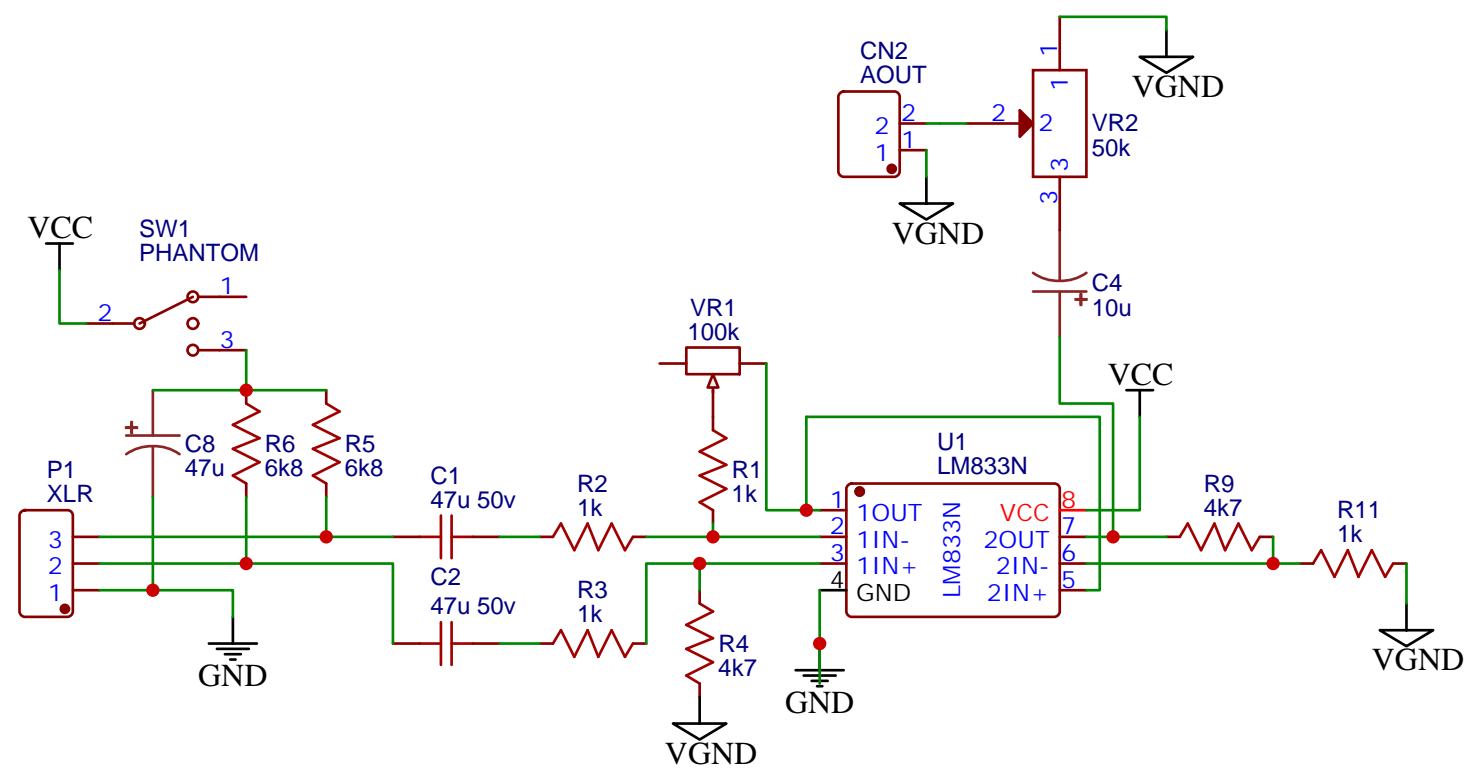 CN2
AOUT
2
1
2
1
2
VGND
1
1
2
3
3
VR2
50k
VGND
C4
10u
VCC
SW1
PHANTOM
2
1
3
C8
47u
R6
6k8
R5
6k8
P1
XLR
3
2
1
GND
C1
47u 50v
R2
1k
C2
47u 50v
R3
1k
VR1
100k
R1
1k
R4
4k7
VGND
U1
LM833N
1
2
3
4
1OUT
1IN-
1IN+
GND
LM833N
VCC
2OUT
2IN-
2IN+
8
7
6
5
GND
VCC
R9
4k7
R11
1k
VGND